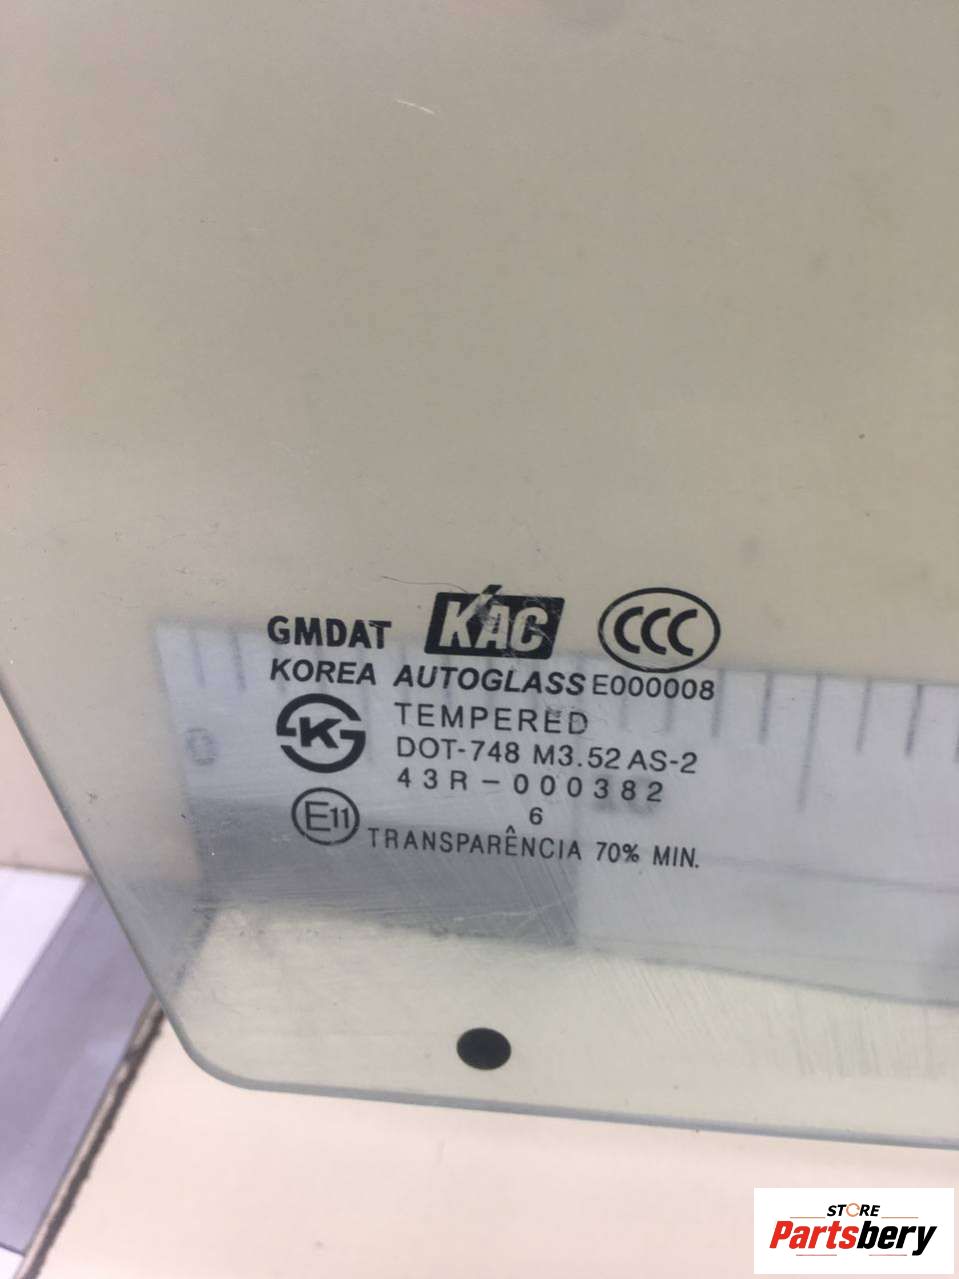 GMDAT KAC CCC
KOREA AUTOGLASS E000008
K TEMPERED
DOT-748 M3.52 AS-2
43R-000382
E11 6
TRANSPARÊNCIA 70% MIN.
0
STORE
Partsbery